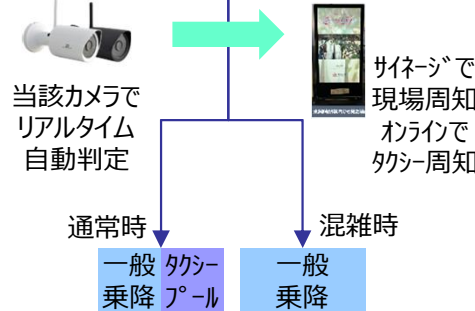 当該カメラで
リアルタイム
自動判定
ｻｲﾈｰｼﾞで
現場周知
ｵﾝﾗｲﾝで
ﾀｸｼｰ周知
通常時
混雑時
一般
乗降
ﾀｸｼｰ
ﾌﾟｰﾙ
一般
乗降